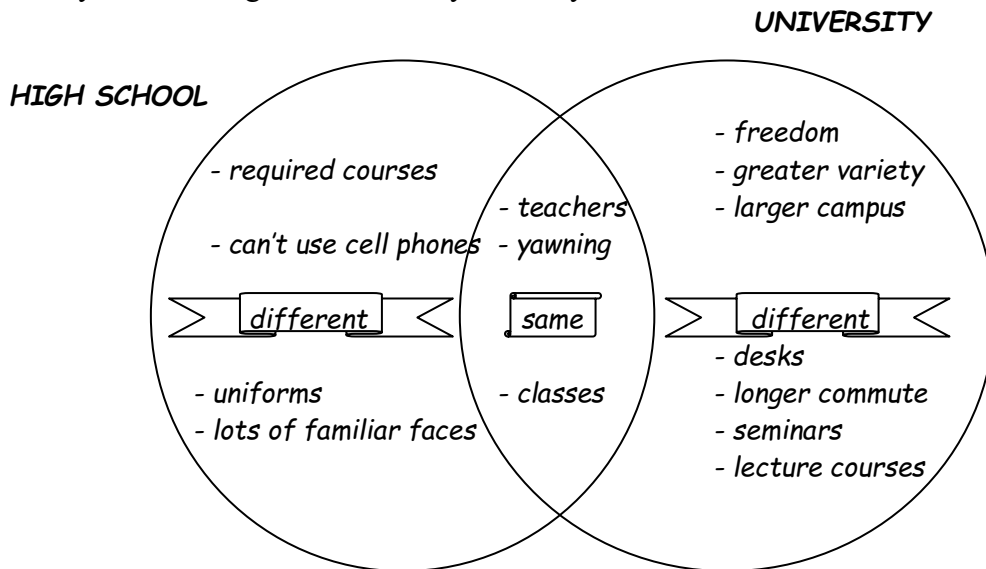 UNIVERSITY
HIGH SCHOOL
- required courses
- can't use cell phones
different
- uniforms
- lots of familiar faces
- teachers
- yawning
same
- classes
- freedom
- greater variety
- larger campus
different
- desks
- longer commute
- seminars
- lecture courses